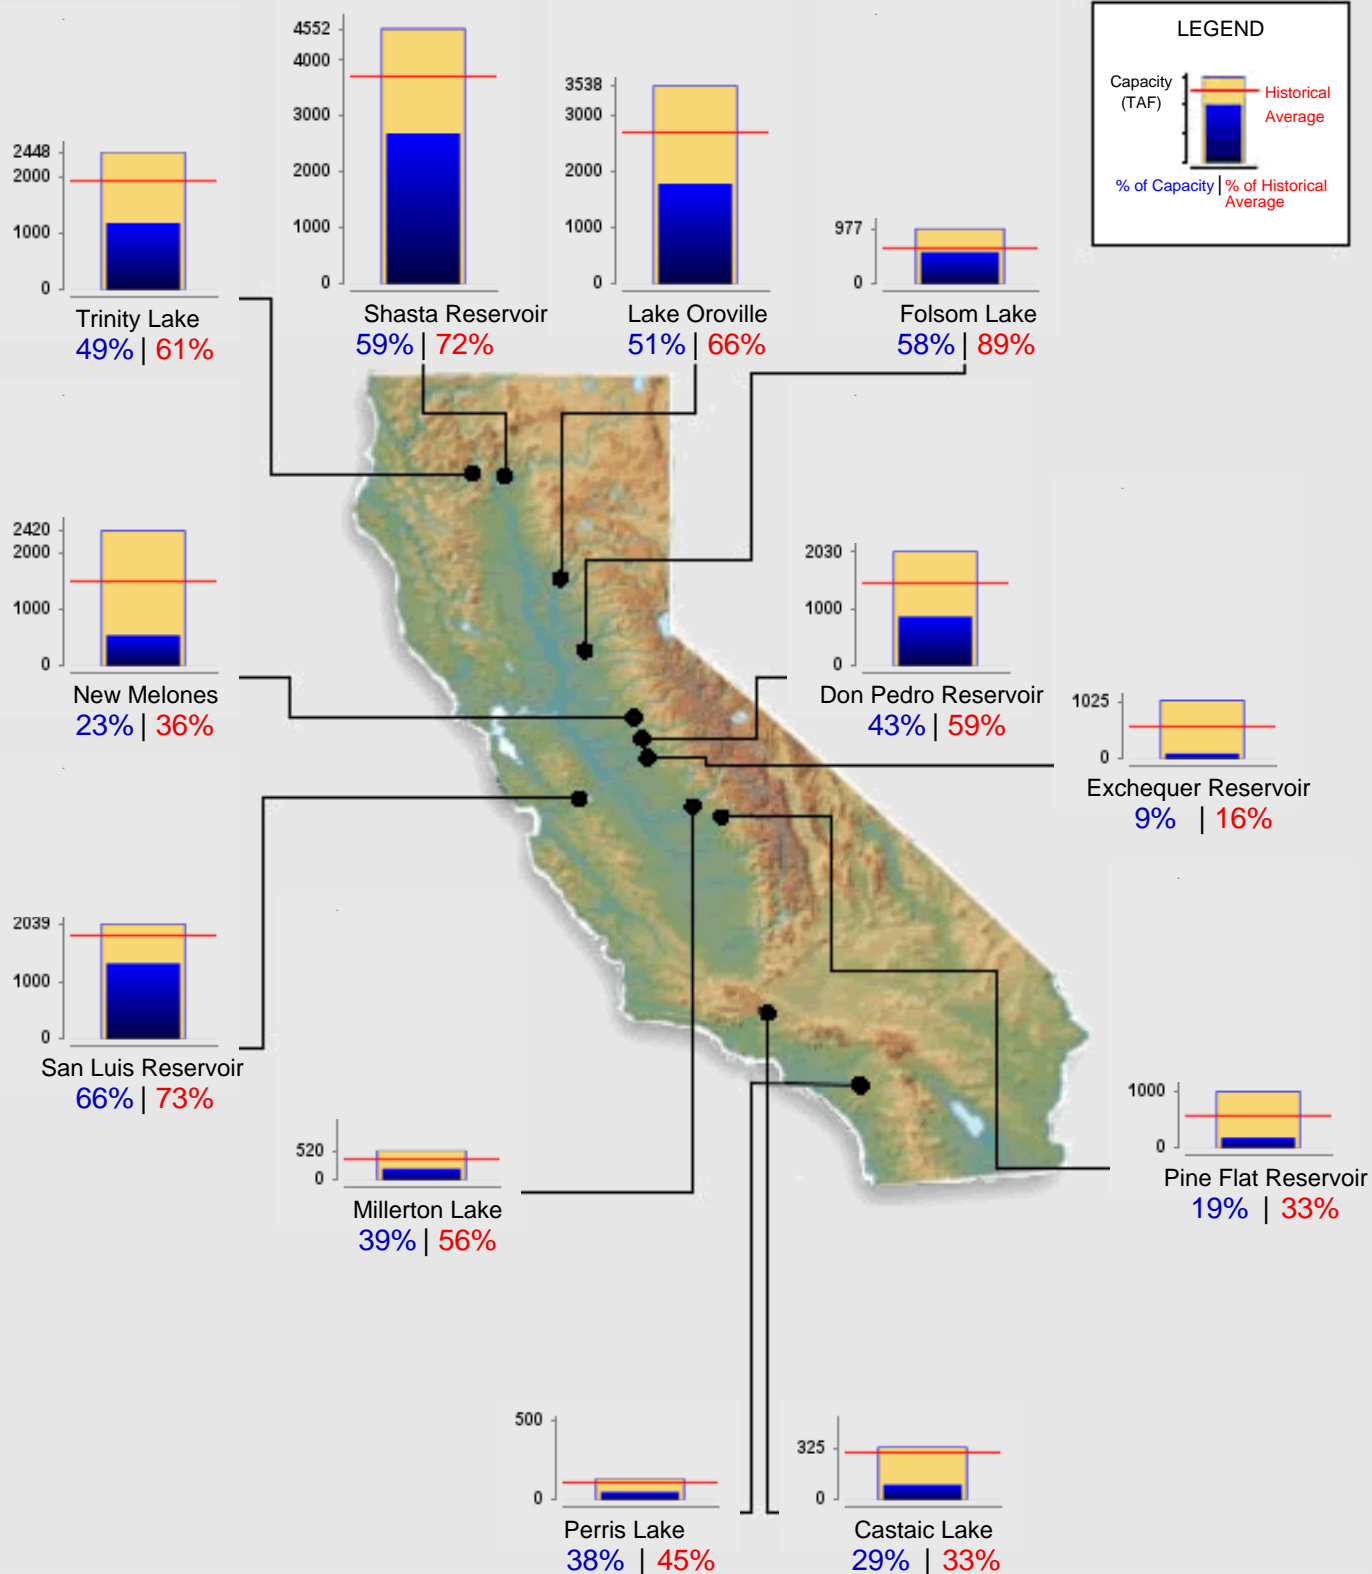 LEGEND
Capacity
(TAF)
Historical
Average
% of Capacity | % of Historical
Average
4552
4000
3000
2000
1000
0
Shasta Reservoir
59% | 72%
3538
3000
2000
1000
0
Lake Oroville
51% | 66%
977
0
Folsom Lake
58% | 89%
2448
2000
1000
0
Trinity Lake
49% | 61%
2420
2000
1000
0
New Melones
23% | 36%
2030
1000
0
Don Pedro Reservoir
43% | 59%
1025
0
Exchequer Reservoir
9% | 16%
2039
1000
0
San Luis Reservoir
66% | 73%
520
0
Millerton Lake
39% | 56%
1000
0
Pine Flat Reservoir
19% | 33%
500
0
Perris Lake
38% | 45%
325
0
Castaic Lake
29% | 33%